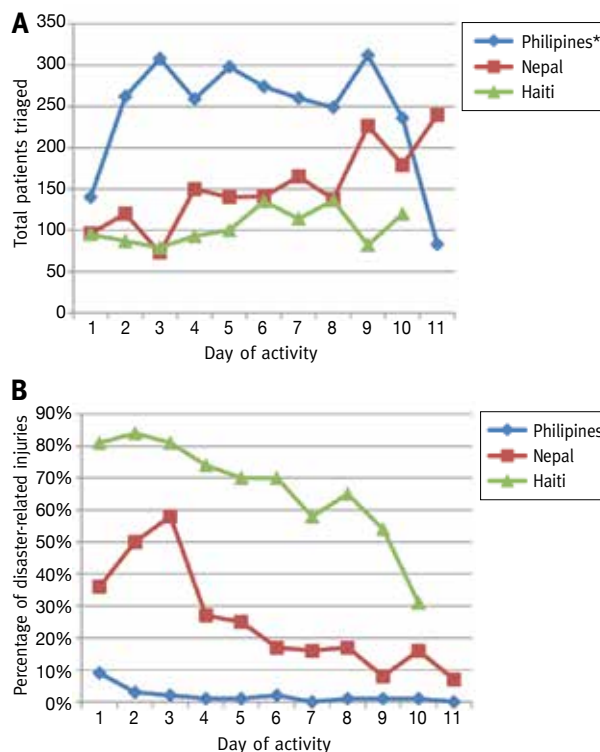 A
Total patients triaged
350
300
250
200
150
100
50
0
1 2 3 4 5 6 7 8 9 10 11
Day of activity
Philipines*
Nepal
Haiti
B
Percentage of disaster-related injuries
90%
80%
70%
60%
50%
40%
30%
20%
10%
0%
1 2 3 4 5 6 7 8 9 10 11
Day of activity
Philipines
Nepal
Haiti